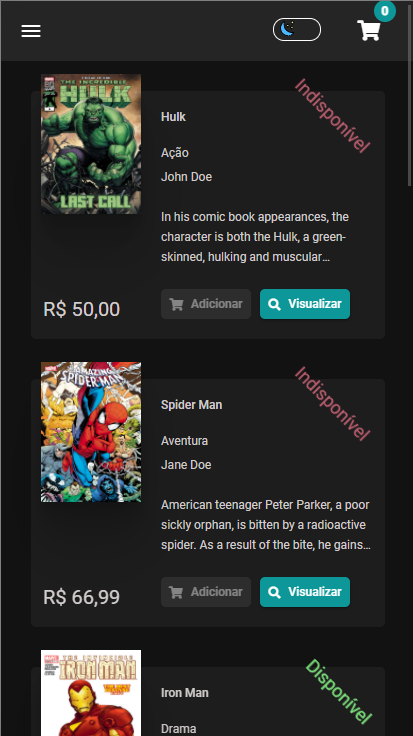 0
Indisponível
THE INCREDIBLE
HULK
LAST CALL
Hulk
Ação
John Doe
In his comic book appearances, the
character is both the Hulk, a green-
skinned, hulking and muscular…
R$ 50,00
Adicionar
Visualizar
Indisponível
AMAZING
SPIDER-MAN
Spider Man
Aventura
Jane Doe
American teenager Peter Parker, a poor
sickly orphan, is bitten by a radioactive
spider. As a result of the bite, he gains…
R$ 66,99
Adicionar
Visualizar
Disponível
THE INVINCIBLE
IRON MAN
Iron Man
Drama